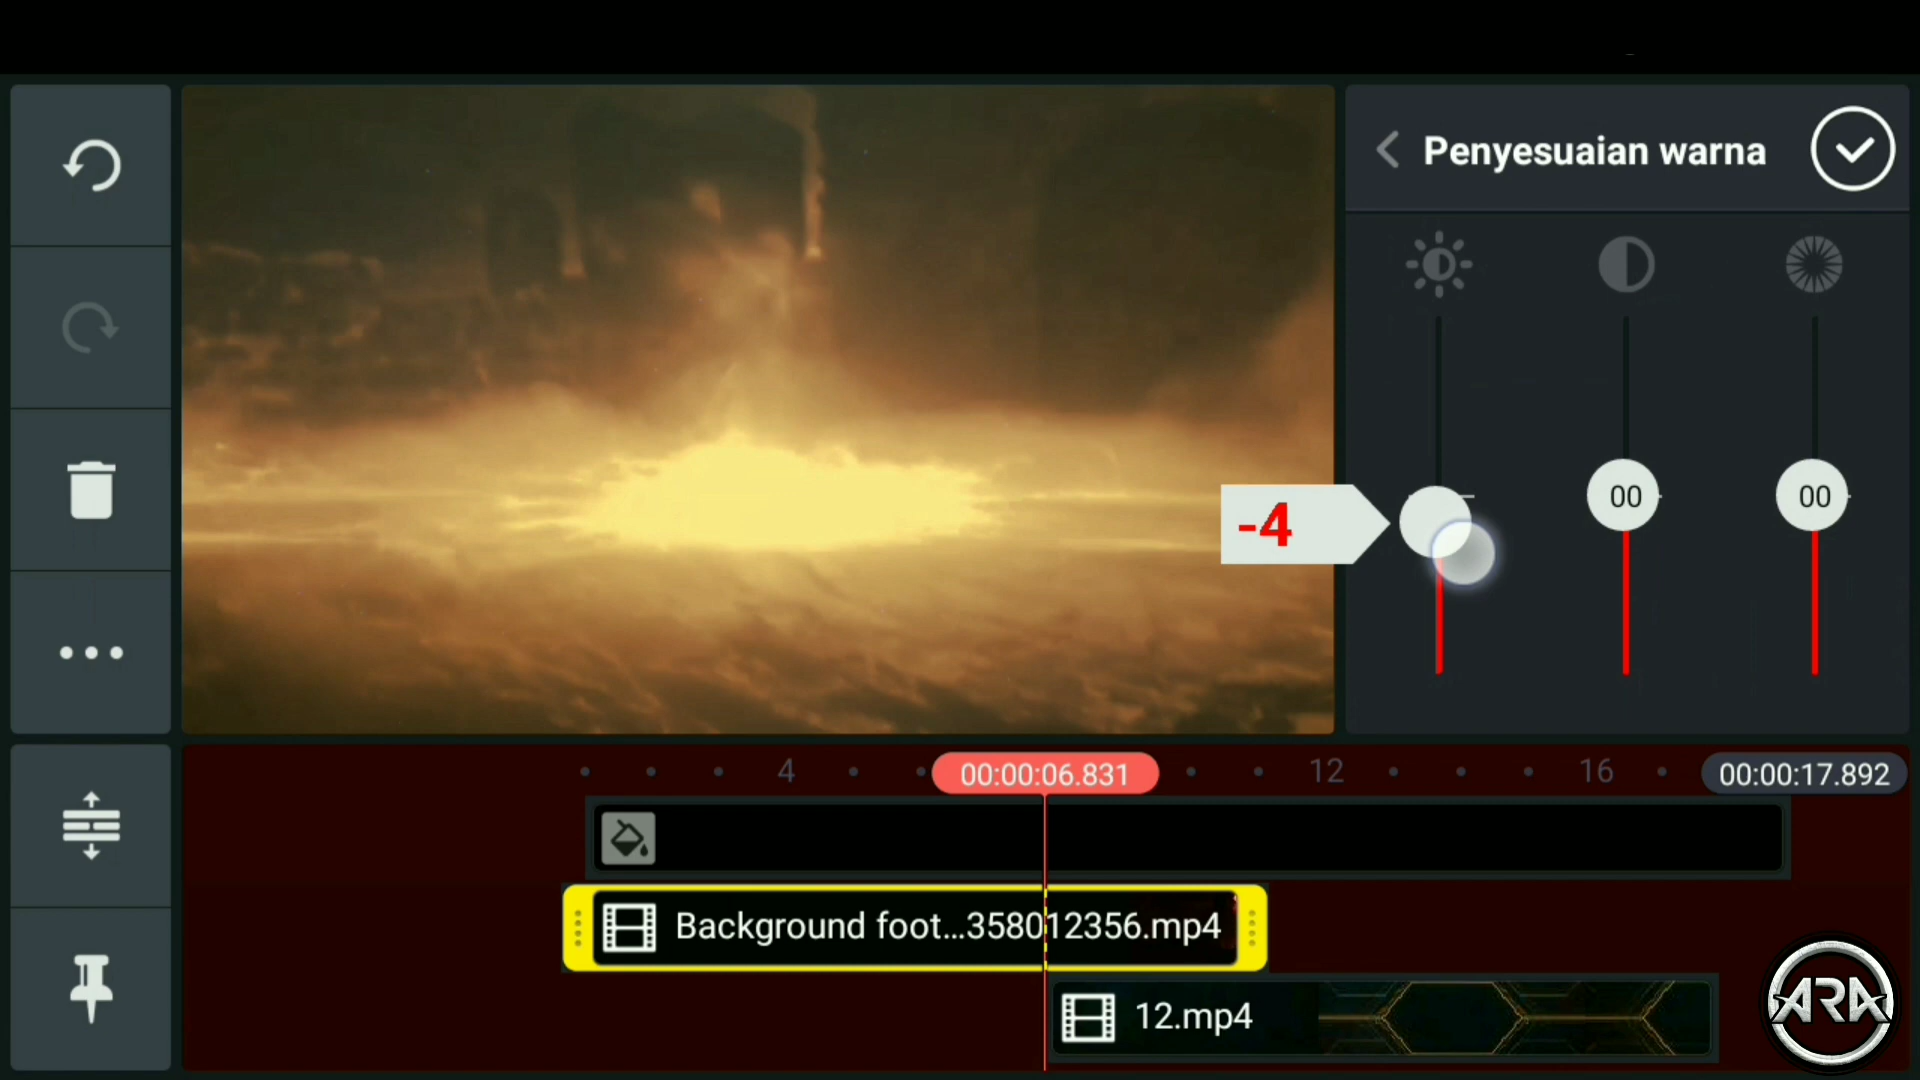 Penyesuaian warna
-4
00
00
4
00:00:06.831
12
16
00:00:17.892
Background foot...358012356.mp4
12.mp4
ARA